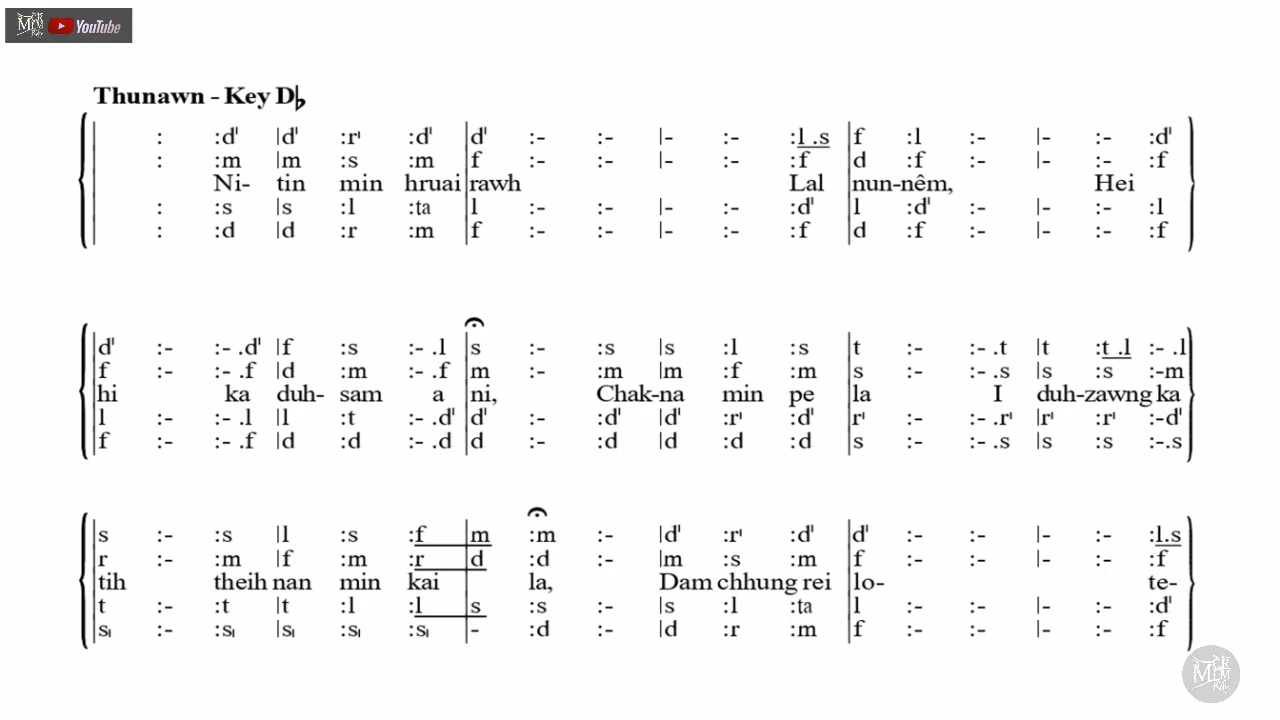 YouTube
Thunawn - Key D♭
: :d' |d' :r' :d' |d' :- :- |- :- :l .s |f :l :- |- :- :d'
: :m |m :s :m |f :- :- |- :- :f |d :f :- |- :- :f
Ni- tin min hruai rawh Lal nun-nêm, Hei
: :s |s :l :ta |l :- :- |- :- :d' |l :d' :- |- :- :l
: :d |d :r :m |f :- :- |- :- :f |d :f :- |- :- :f
d' :- :- .d' |f :s :- .l |s :- :s |s :l :s |t :- :- .t |t :t .l :- .l
f :- :- .f |d :m :- .f |m :- :m |m :f :m |s :- :- .s |s :s :-m
hi ka duh- sam a ni, Chak-na min pe la I duh-zawng ka
l :- :- .l |l :t :- .d' |d' :- :d' |d' :r' :d' |r' :- :- .r' |r' :r' :-d'
f :- :- .f |d :d :- .d |d :- :d |d :d :d |s :- :- .s |s :s :-.s
s :- :s |l :s :f |m :m :- |d' :r' :d' |d' :- :- |- :- :l.s
r :- :m |f :m :r |d :d :- |m :s :m |f :- :- |- :- :f
tih theih nan min kai la, Dam chhung rei lo- te-
t :- :t |t :l :l |s :s :- |s :l :ta |l :- :- |- :- :d'
s| :- :s| |s| :s| :s| |- :d :- |d :r :m |f :- :- |- :- :f